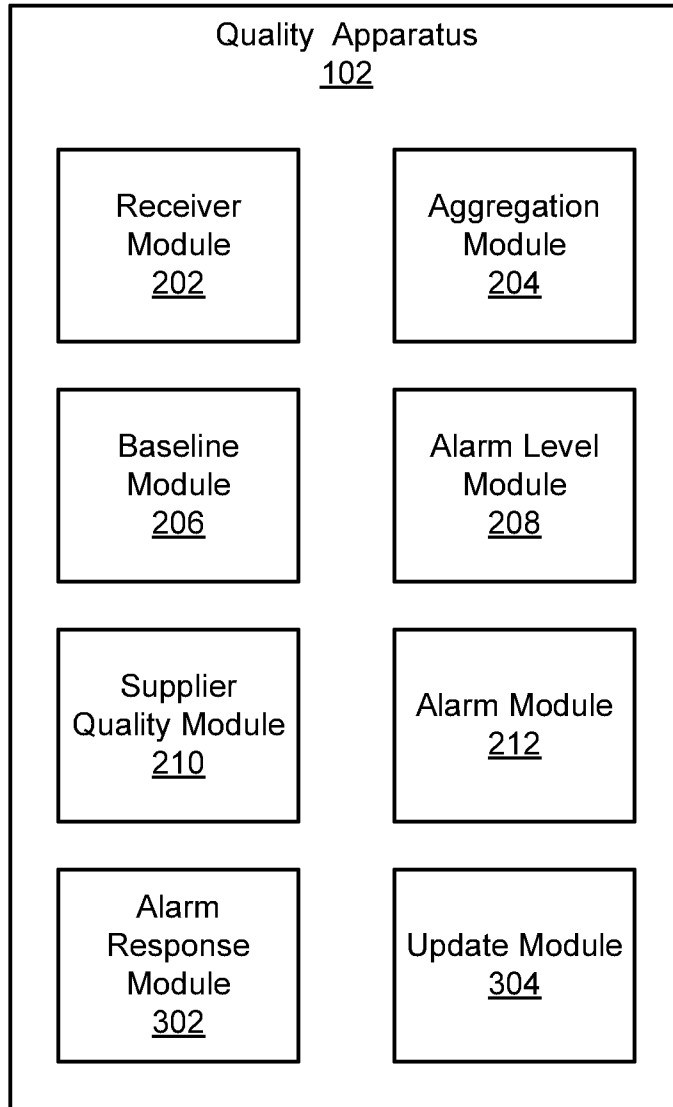 Quality Apparatus
102
Receiver
Module
202
Aggregation
Module
204
Baseline
Module
206
Alarm Level
Module
208
Supplier
Quality Module
210
Alarm Module
212
Alarm
Response
Module
302
Update Module
304